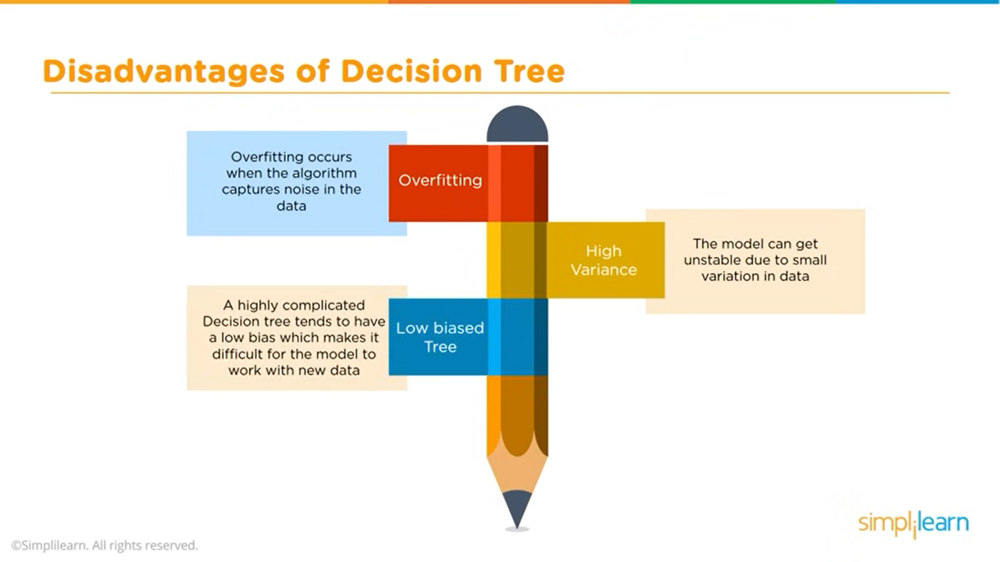 Disadvantages of Decision Tree
Overfitting occurs
when the algorithm
captures noise in the
data
Overfitting
High
Variance
The model can get
unstable due to small
variation in data
A highly complicated
Decision tree tends to have
a low bias which makes it
difficult for the model to
work with new data
Low biased
Tree
simplilearn
©Simplilearn. All rights reserved.